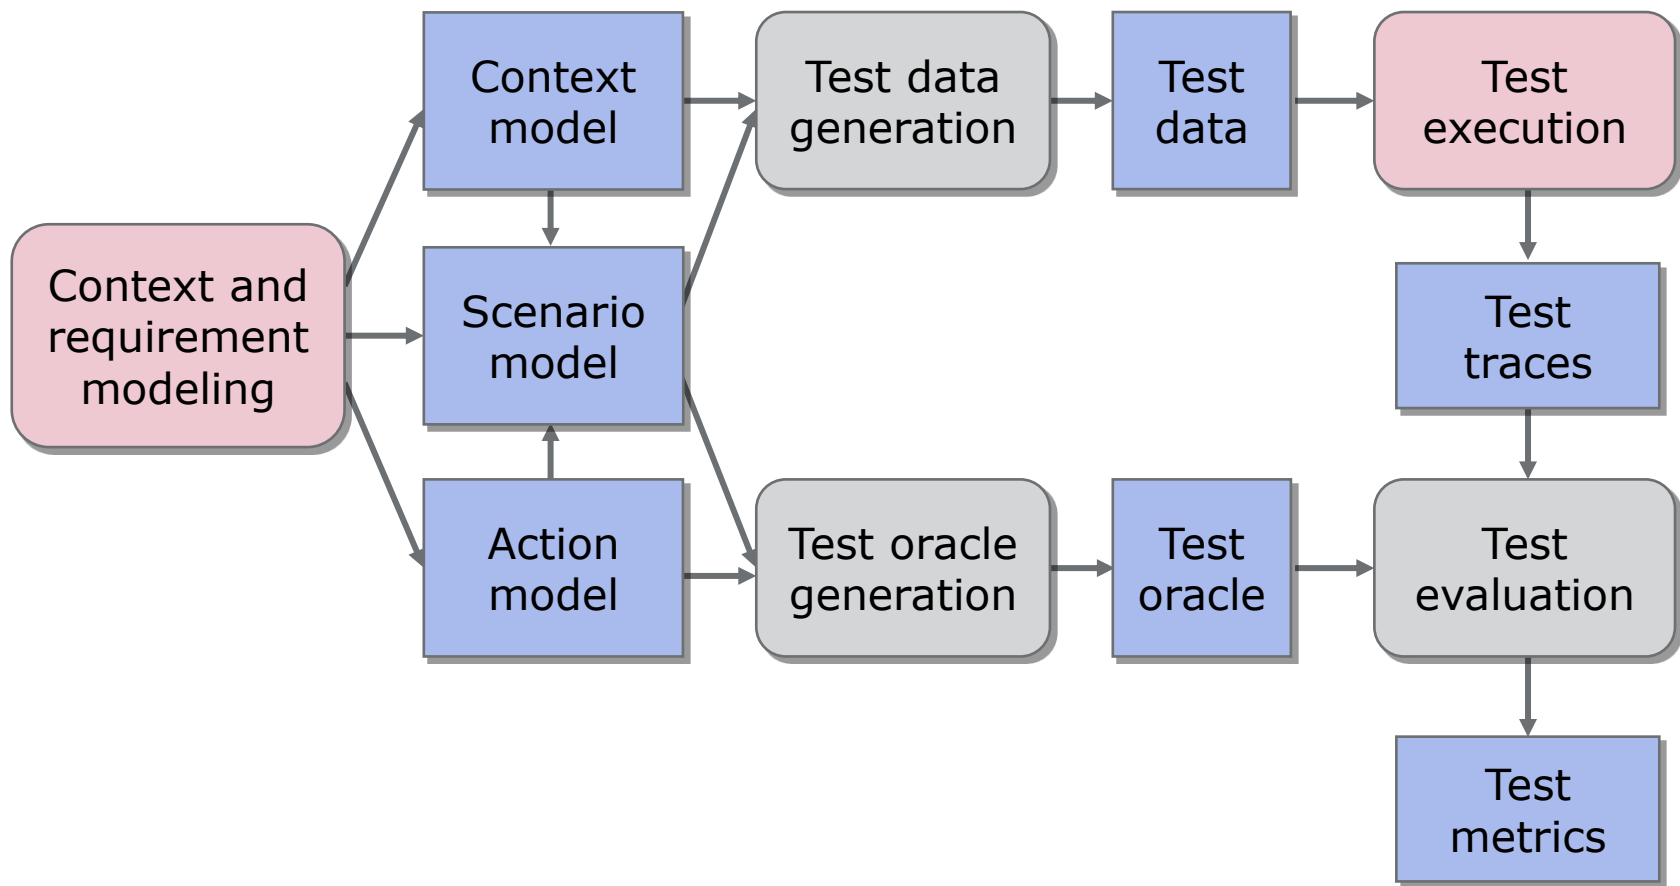 Context
model
Test data
generation
Test
data
Test
execution
Context and
requirement
modeling
Scenario
model
Test
traces
Action
model
Test oracle
generation
Test
oracle
Test
evaluation
Test
metrics